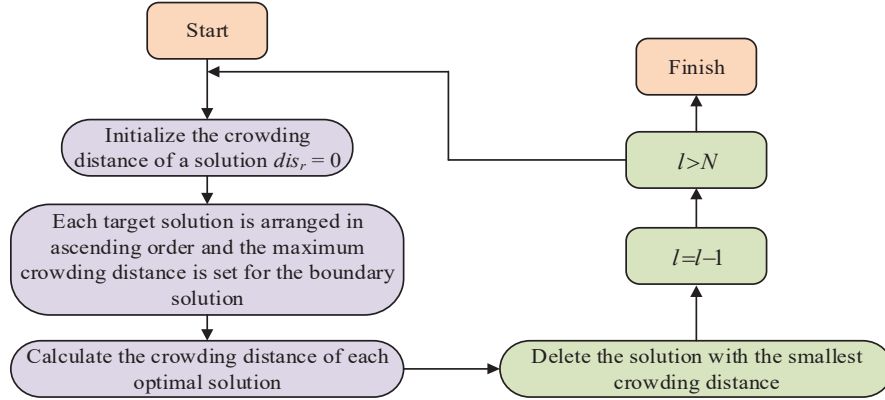 Start
Initialize the crowding
distance of a solution disᵣ = 0
Each target solution is arranged in
ascending order and the maximum
crowding distance is set for the boundary
solution
Calculate the crowding distance of each
optimal solution
Delete the solution with the smallest
crowding distance
l=l−1
l>N
Finish